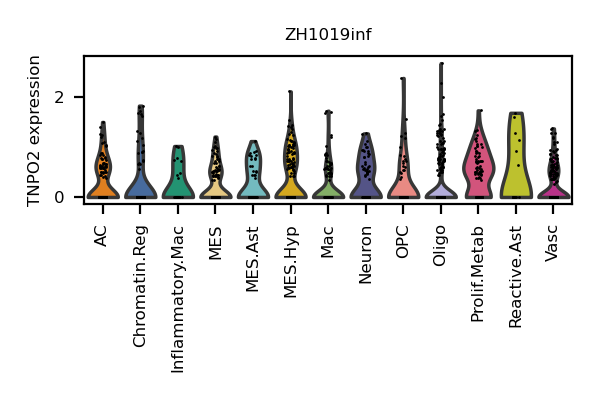 ZH1019inf
TNPO2 expression
2
0
AC
Chromatin.Reg
Inflammatory.Mac
MES
MES.Ast
MES.Hyp
Mac
Neuron
OPC
Oligo
Prolif.Metab
Reactive.Ast
Vasc